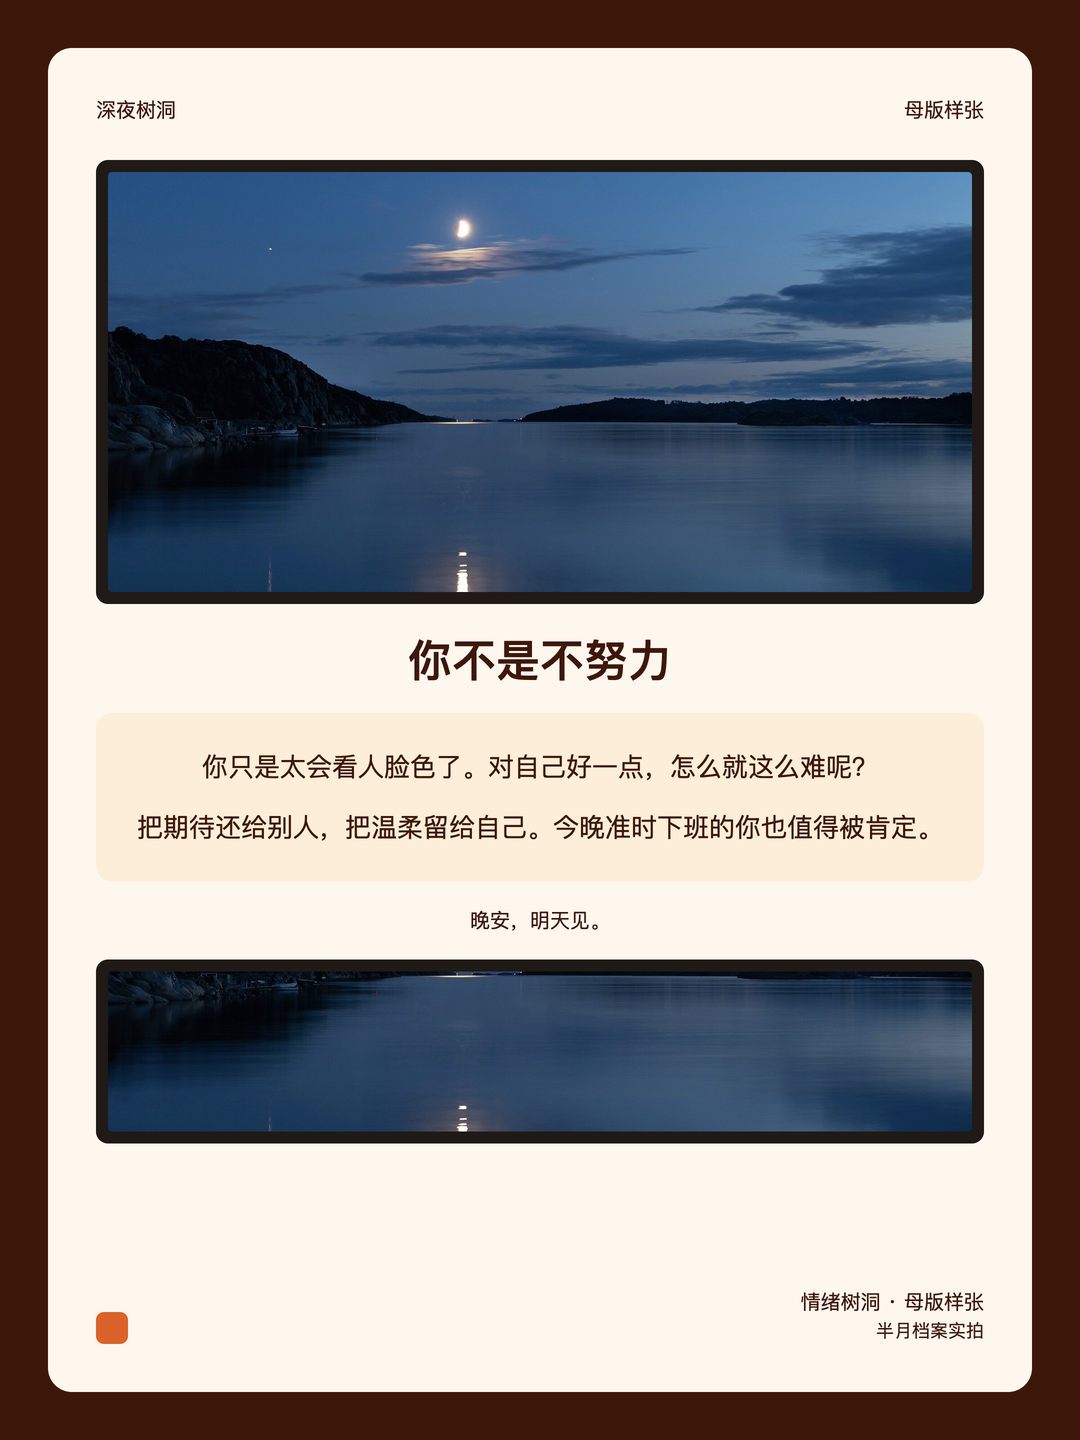 深夜树洞
母版样张
你不是不努力
你只是太会看人脸色了。对自己好一点，怎么就这么难呢？
把期待还给别人，把温柔留给自己。今晚准时下班的你也值得被肯定。
晚安，明天见。
情绪树洞 · 母版样张
半月档案实拍